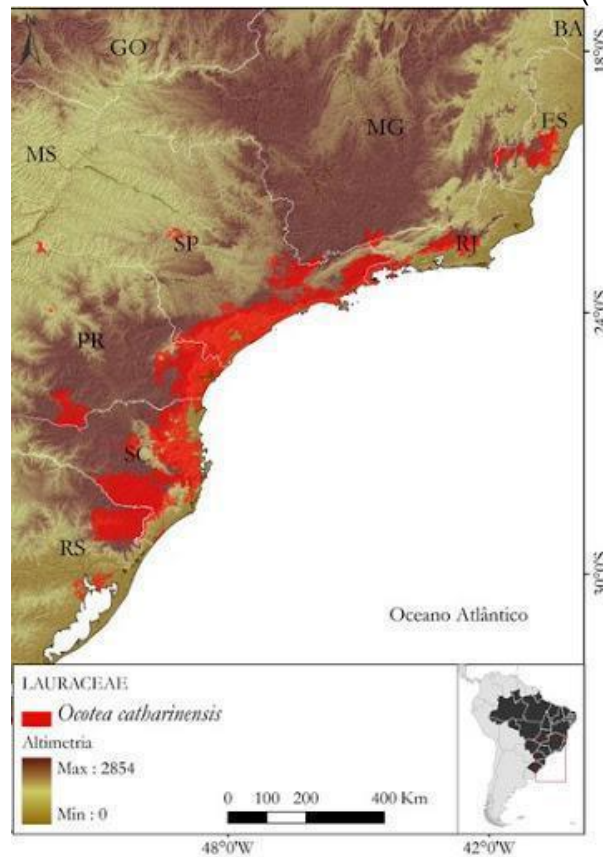 (
N
BA
GO
18°0'S
ES
MG
MS
SP
RJ
24°0'S
PR
SC
RS
30°0'S
Oceano Atlântico
LAURACEAE
Ocotea catharinensis
Altimetria
Max : 2854
Min : 0
0 100 200 400 Km
48°0'W 42°0'W